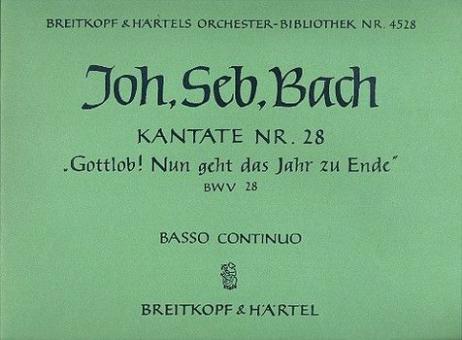 BREITKOPF & HÄRTELS ORCHESTER-BIBLIOTHEK NR. 4528
Joh. Seb. Bach
KANTATE NR. 28
„Gottlob! Nun geht das Jahr zu Ende"
BWV 28
BASSO CONTINUO
BREITKOPF & HÄRTEL